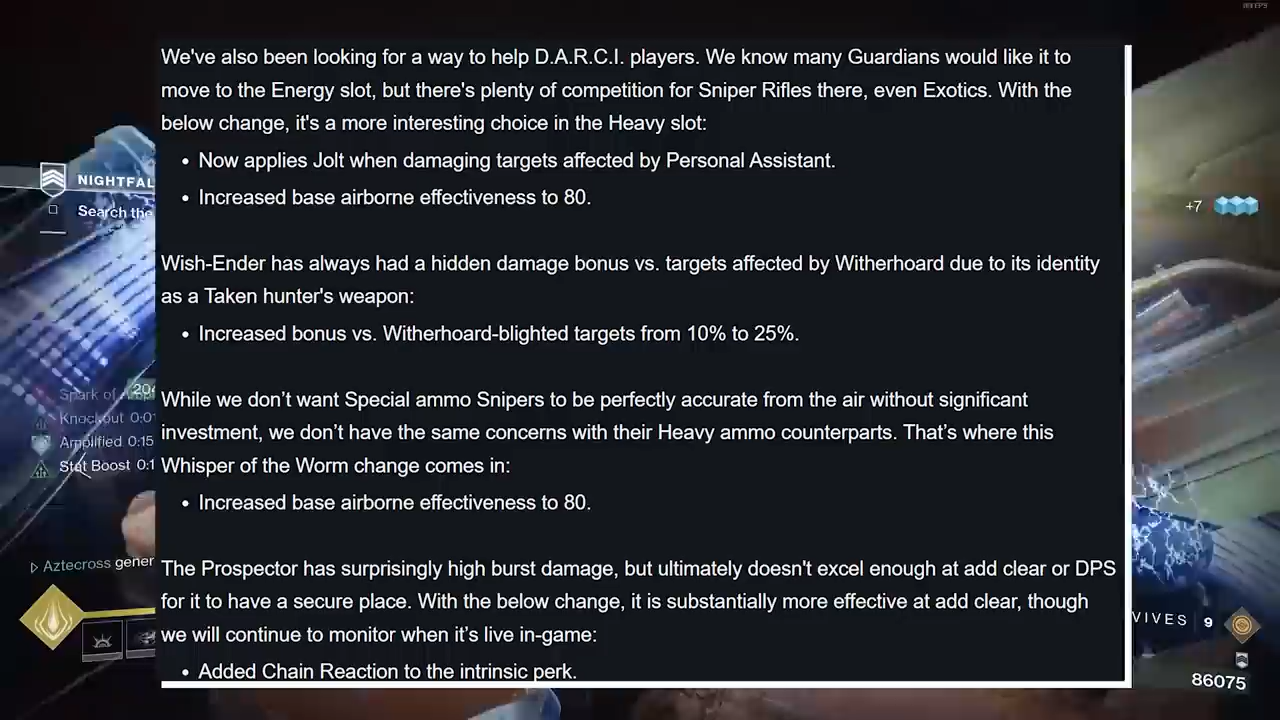 We've also been looking for a way to help D.A.R.C.I. players. We know many Guardians would like it to
move to the Energy slot, but there's plenty of competition for Sniper Rifles there, even Exotics. With the
below change, it's a more interesting choice in the Heavy slot:
• Now applies Jolt when damaging targets affected by Personal Assistant.
• Increased base airborne effectiveness to 80.
Wish-Ender has always had a hidden damage bonus vs. targets affected by Witherhoard due to its identity
as a Taken hunter's weapon:
• Increased bonus vs. Witherhoard-blighted targets from 10% to 25%.
While we don’t want Special ammo Snipers to be perfectly accurate from the air without significant
investment, we don’t have the same concerns with their Heavy ammo counterparts. That’s where this
Whisper of the Worm change comes in:
• Increased base airborne effectiveness to 80.
The Prospector has surprisingly high burst damage, but ultimately doesn't excel enough at add clear or DPS
for it to have a secure place. With the below change, it is substantially more effective at add clear, though
we will continue to monitor when it’s live in-game:
• Added Chain Reaction to the intrinsic perk.
NIGHTFAL
Search the
204
Spark of
Knockout 0:0
Amplified 0:15
Stat Boost 0:1
Aztecross gener
+7
VIVES 9
86075